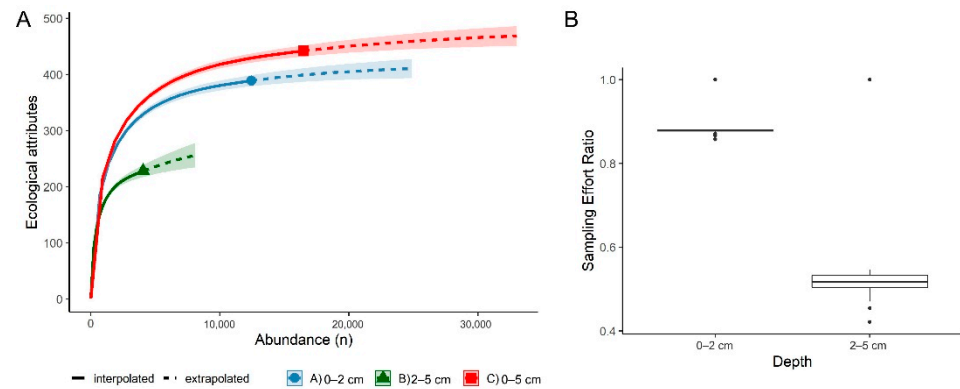 A
Ecological attributes
500
400
300
200
100
0
0
10,000
20,000
30,000
Abundance (n)
interpolated
extrapolated
A) 0–2 cm
B) 2–5 cm
C) 0–5 cm
B
Sampling Effort Ratio
1.0
0.8
0.6
0.4
0–2 cm
2–5 cm
Depth